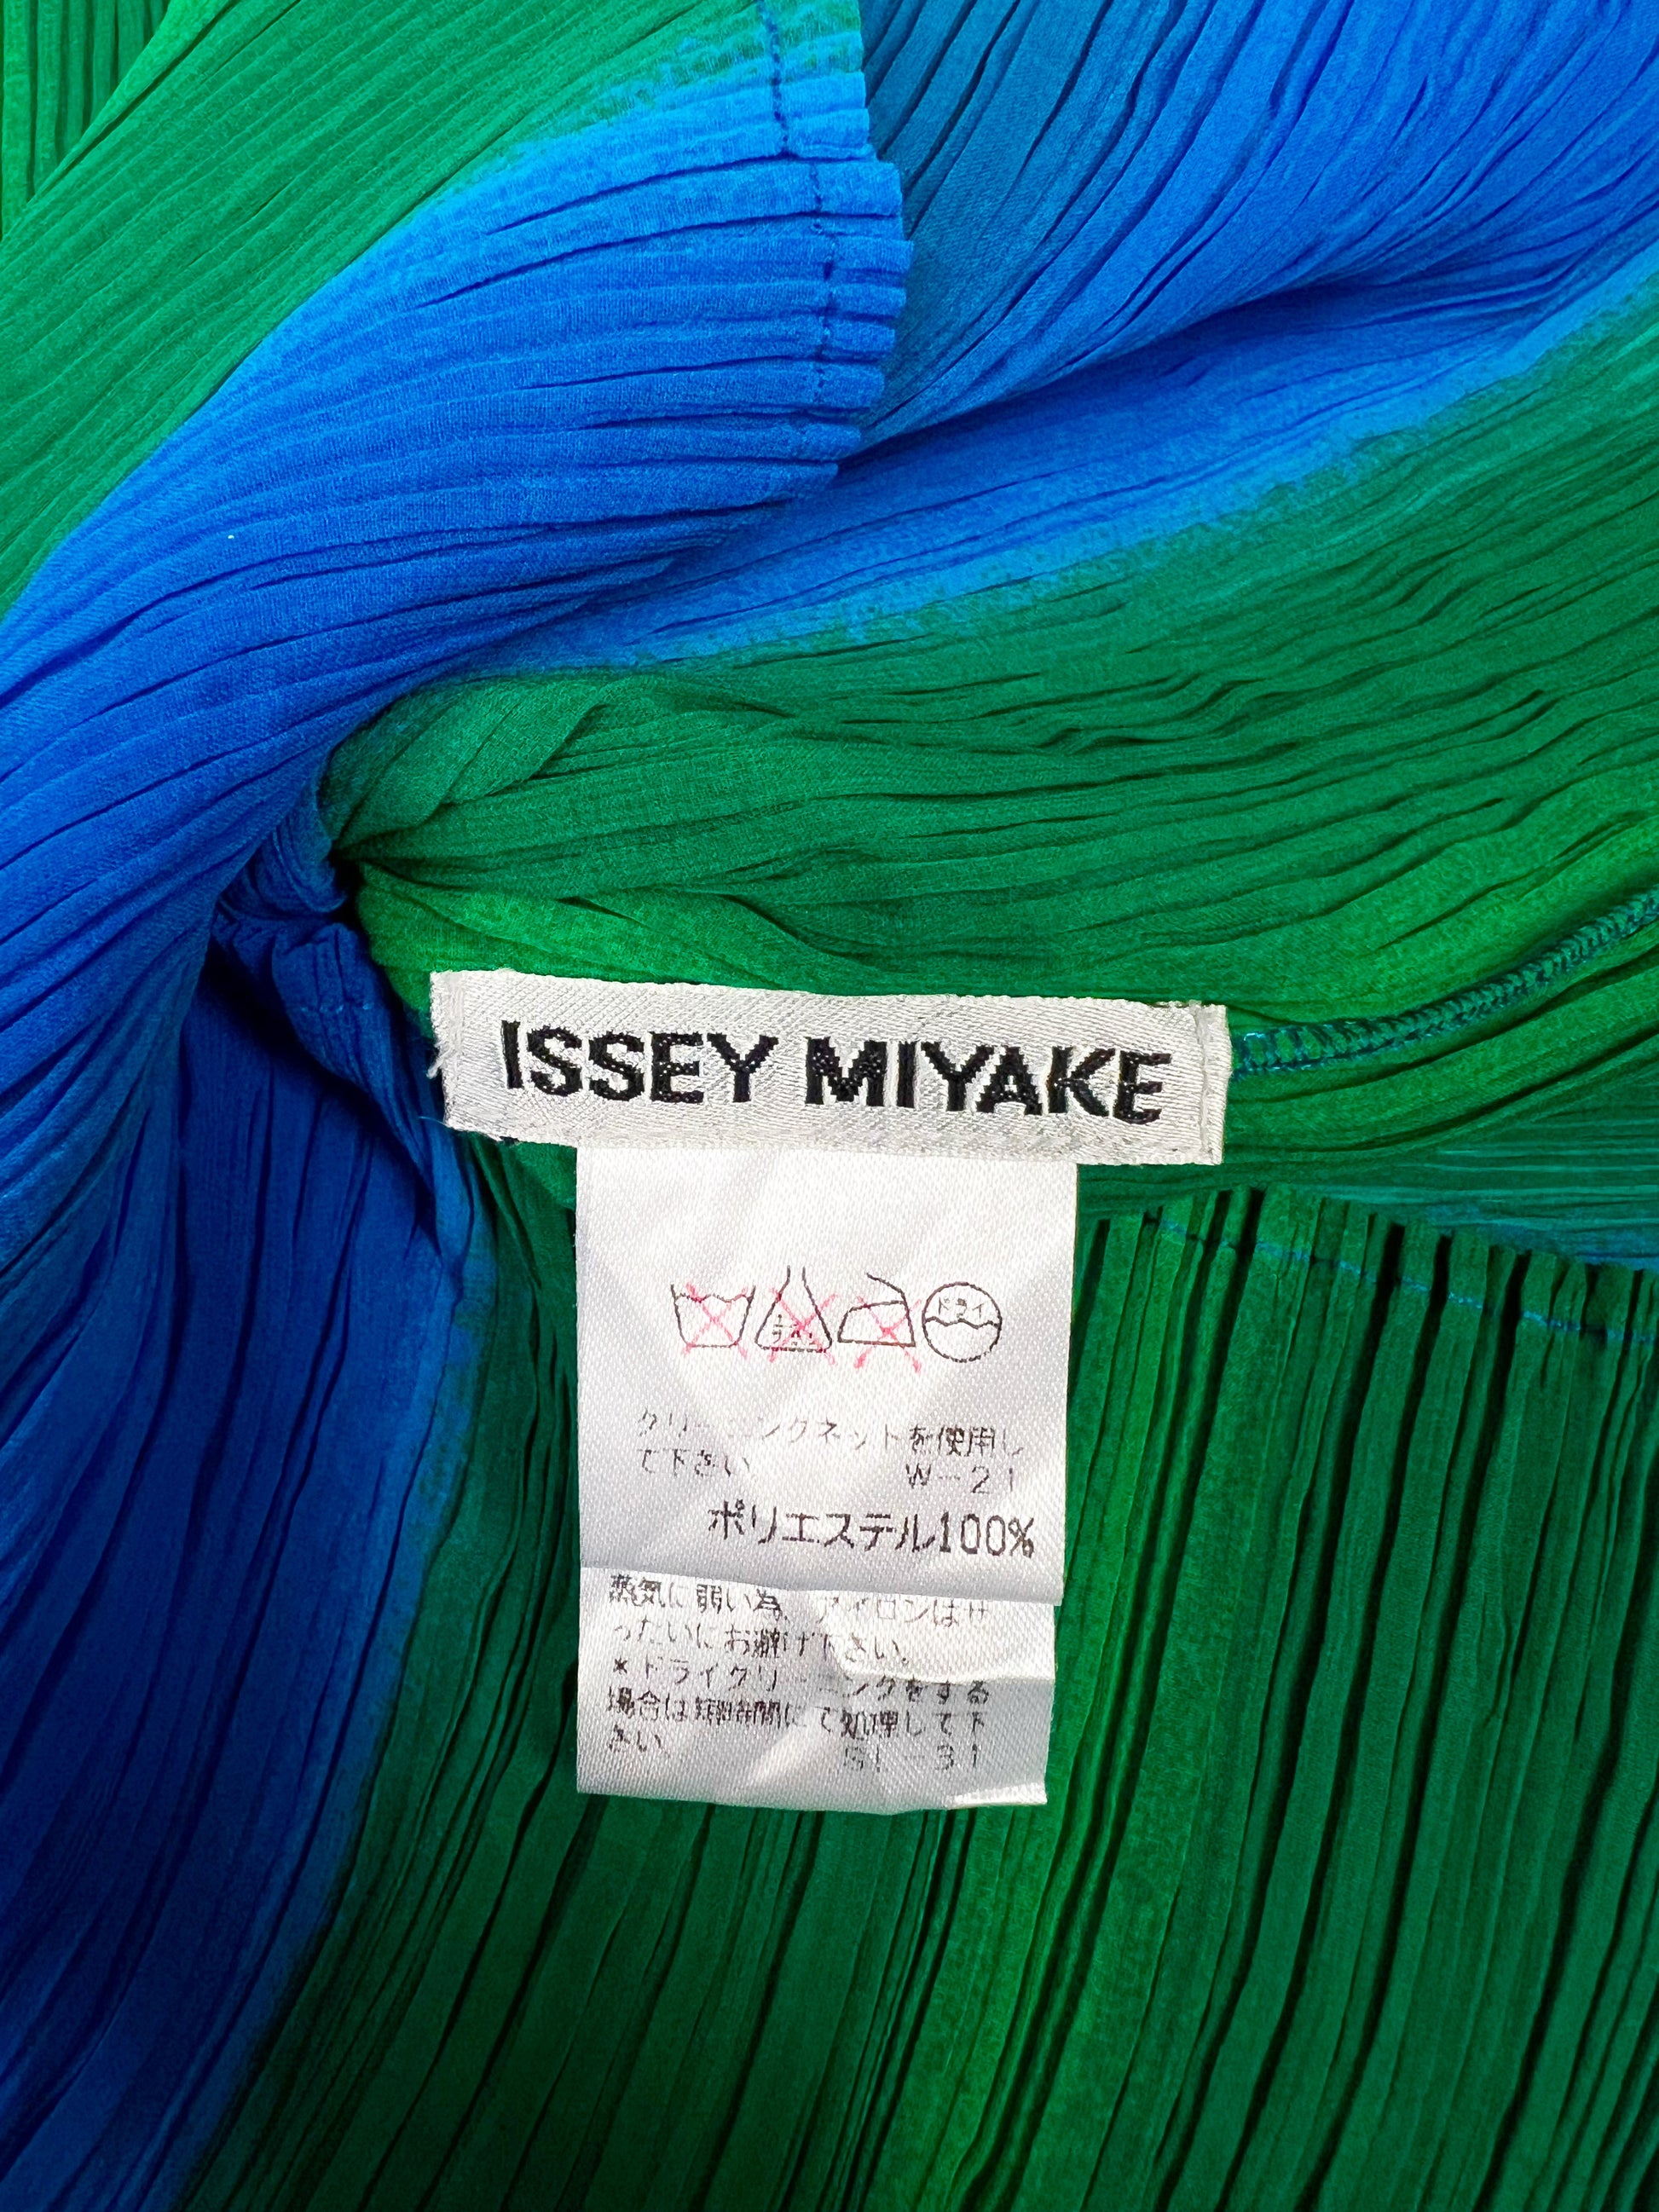 ISSEY MIYAKE
ドライ
クリーニングネットを使用し
て下さい W-21
ポリエステル100%
蒸気に弱い為、アイロンはぜ
ったいにお避け下さい。
*ドライクリーニングをする
場合は短時間にて処理して下
さい。 SI-31